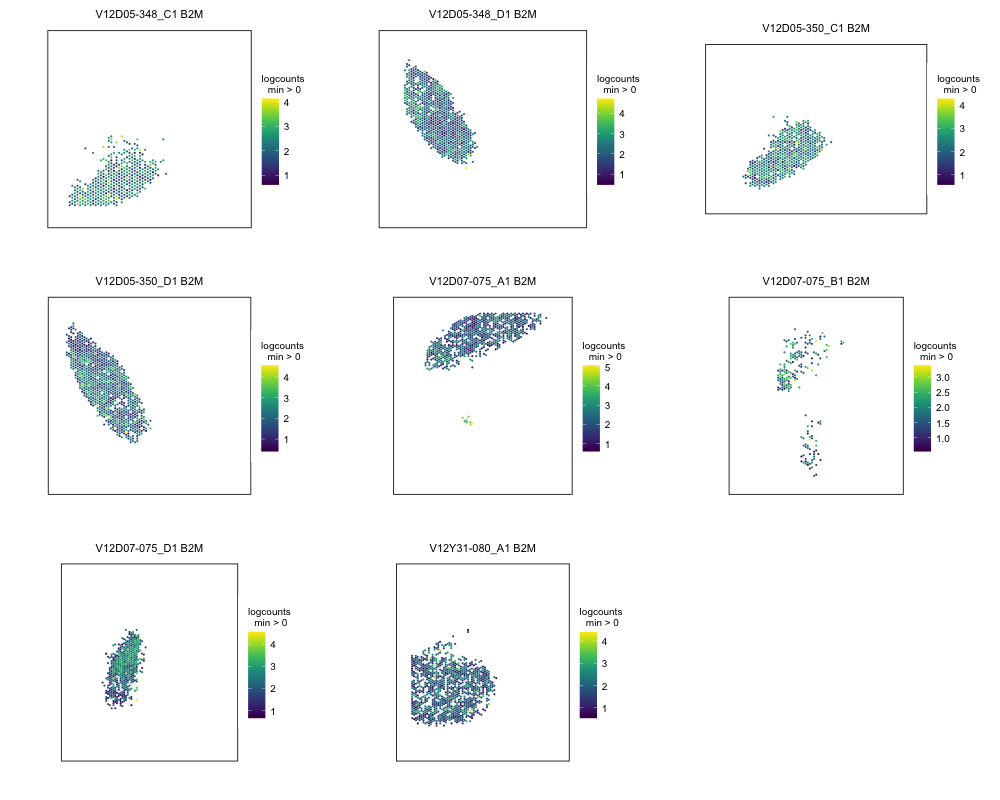 V12D05-348_C1 B2M
logcounts
min > 0
4
3
2
1
V12D05-348_D1 B2M
logcounts
min > 0
4
3
2
1
V12D05-350_C1 B2M
logcounts
min > 0
4
3
2
1
V12D05-350_D1 B2M
logcounts
min > 0
4
3
2
1
V12D07-075_A1 B2M
logcounts
min > 0
5
4
3
2
1
V12D07-075_B1 B2M
logcounts
min > 0
3.0
2.5
2.0
1.5
1.0
V12D07-075_D1 B2M
logcounts
min > 0
4
3
2
1
V12Y31-080_A1 B2M
logcounts
min > 0
4
3
2
1